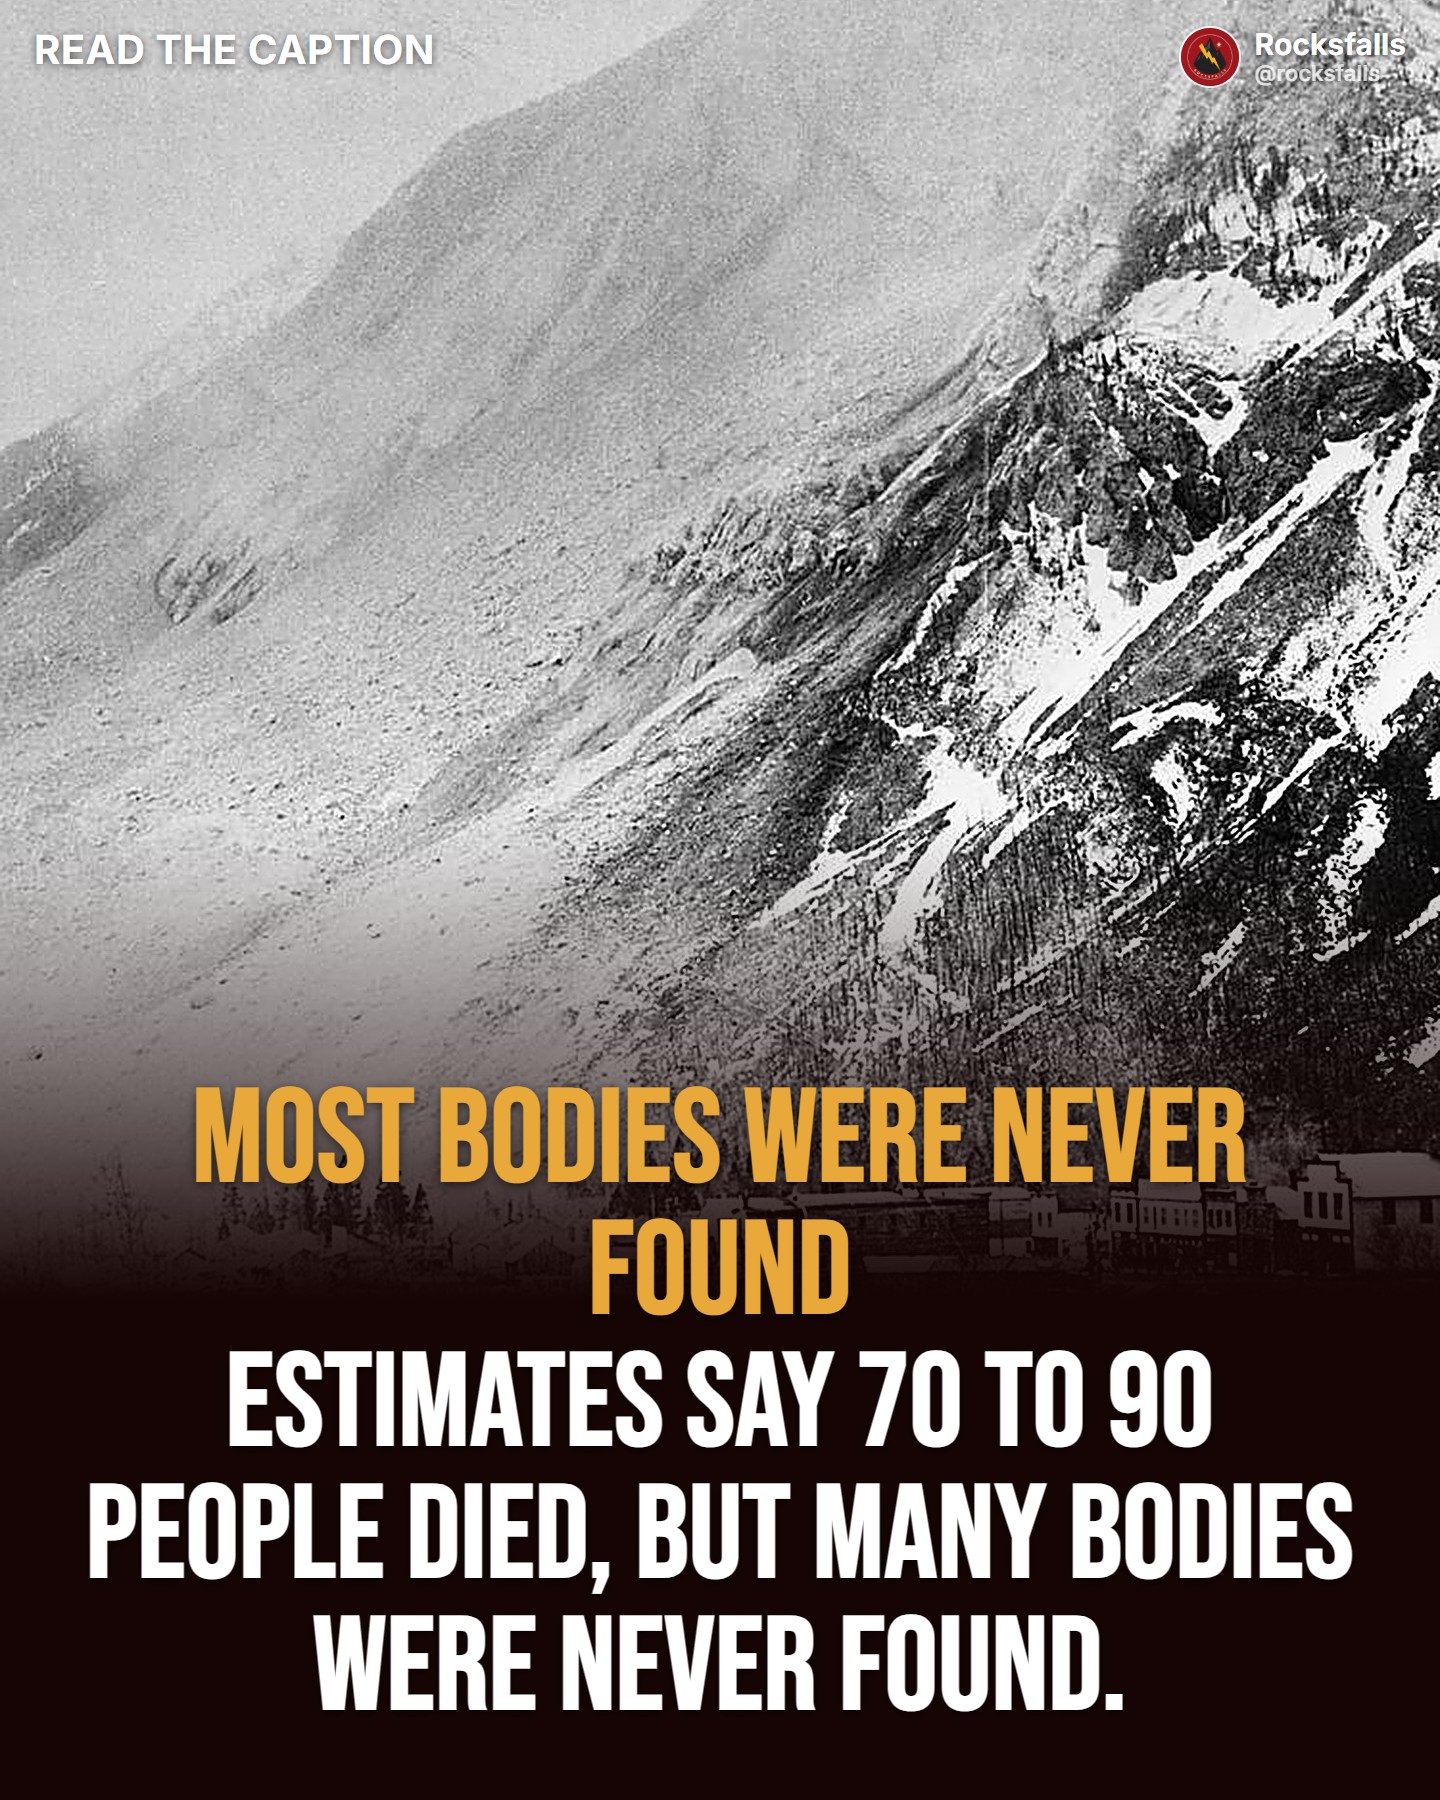 READ THE CAPTION
Rocksfalls
@rocksfalls
MOST BODIES WERE NEVER
FOUND
ESTIMATES SAY 70 TO 90
PEOPLE DIED, BUT MANY BODIES
WERE NEVER FOUND.